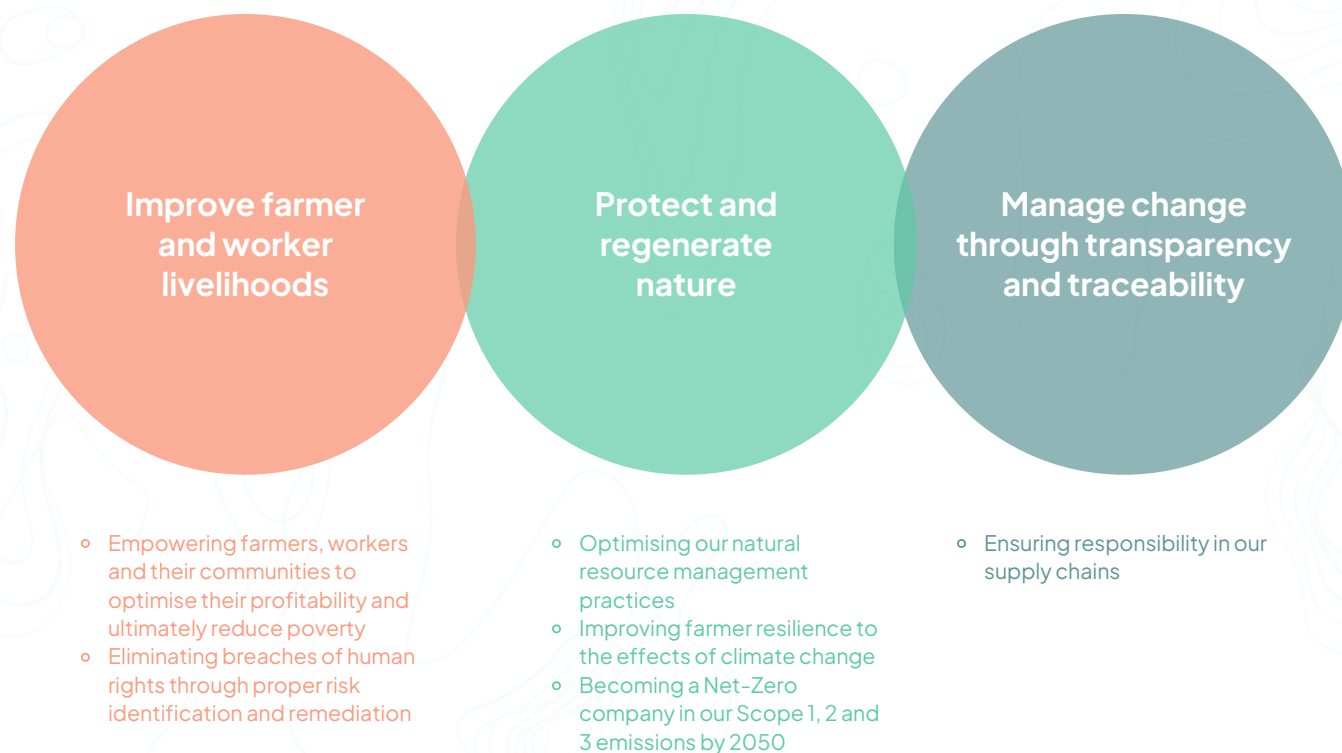 Improve farmer
and worker
livelihoods
Protect and
regenerate
nature
Manage change
through transparency
and traceability
Empowering farmers, workers
and their communities to
optimise their profitability and
ultimately reduce poverty
Eliminating breaches of human
rights through proper risk
identification and remediation
Optimising our natural
resource management
practices
Improving farmer resilience to
the effects of climate change
Becoming a Net-Zero
company in our Scope 1, 2 and
3 emissions by 2050
Ensuring responsibility in our
supply chains